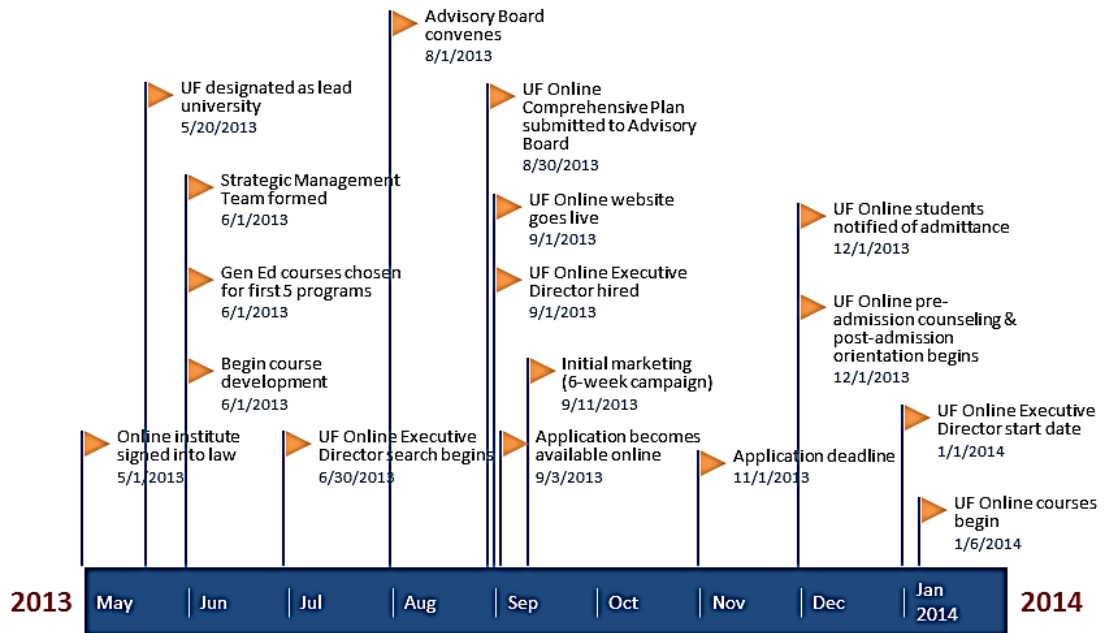 Advisory Board
convenes
8/1/2013
UF designated as lead
university
5/20/2013
UF Online
Comprehensive Plan
submitted to Advisory
Board
8/30/2013
Strategic Management
Team formed
6/1/2013
UF Online website
goes live
9/1/2013
UF Online students
notified of admittance
12/1/2013
Gen Ed courses chosen
for first 5 programs
6/1/2013
UF Online Executive
Director hired
9/1/2013
UF Online pre-
admission counseling &
post-admission
orientation begins
12/1/2013
Begin course
development
6/1/2013
Initial marketing
(6-week campaign)
9/11/2013
Online institute
signed into law
5/1/2013
UF Online Executive
Director search begins
6/30/2013
Application becomes
available online
9/3/2013
Application deadline
11/1/2013
UF Online Executive
Director start date
1/1/2014
UF Online courses
begin
1/6/2014
2013 May Jun Jul Aug Sep Oct Nov Dec Jan 2014 2014